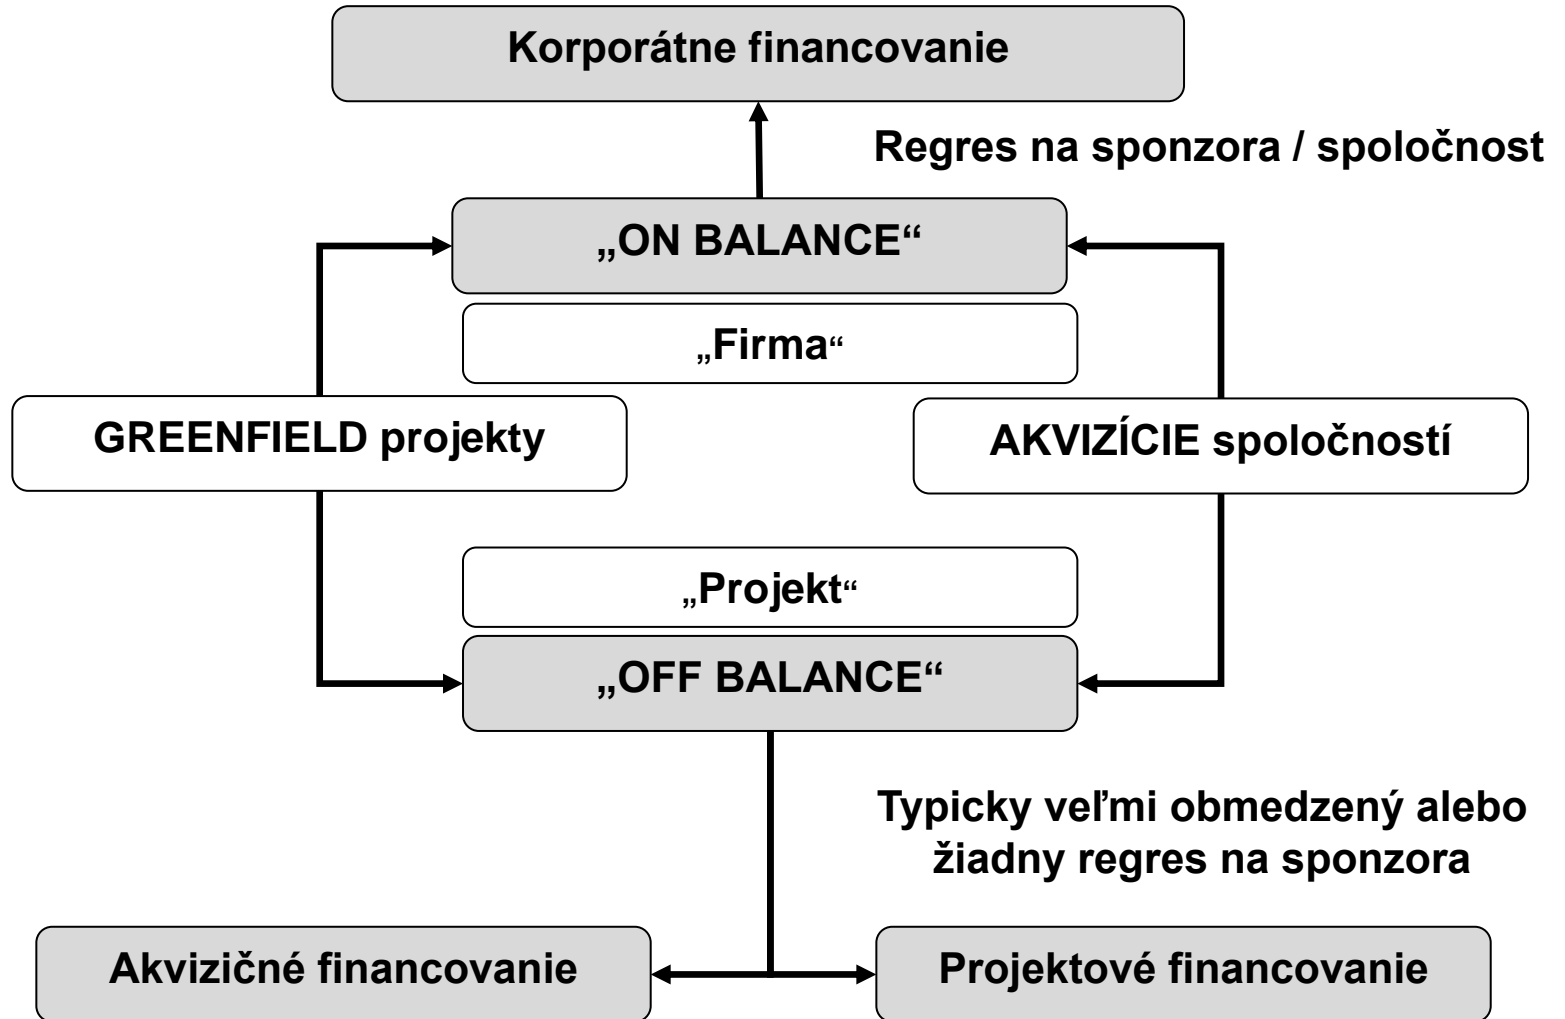 Korporátne financovanie
Regres na sponzora / spoločnost
„ON BALANCE“
„Firma“
GREENFIELD projekty
AKVIZÍCIE spoločností
„Projekt“
„OFF BALANCE“
Typicky veľmi obmedzený alebo
žiadny regres na sponzora
Akvizičné financovanie
Projektové financovanie